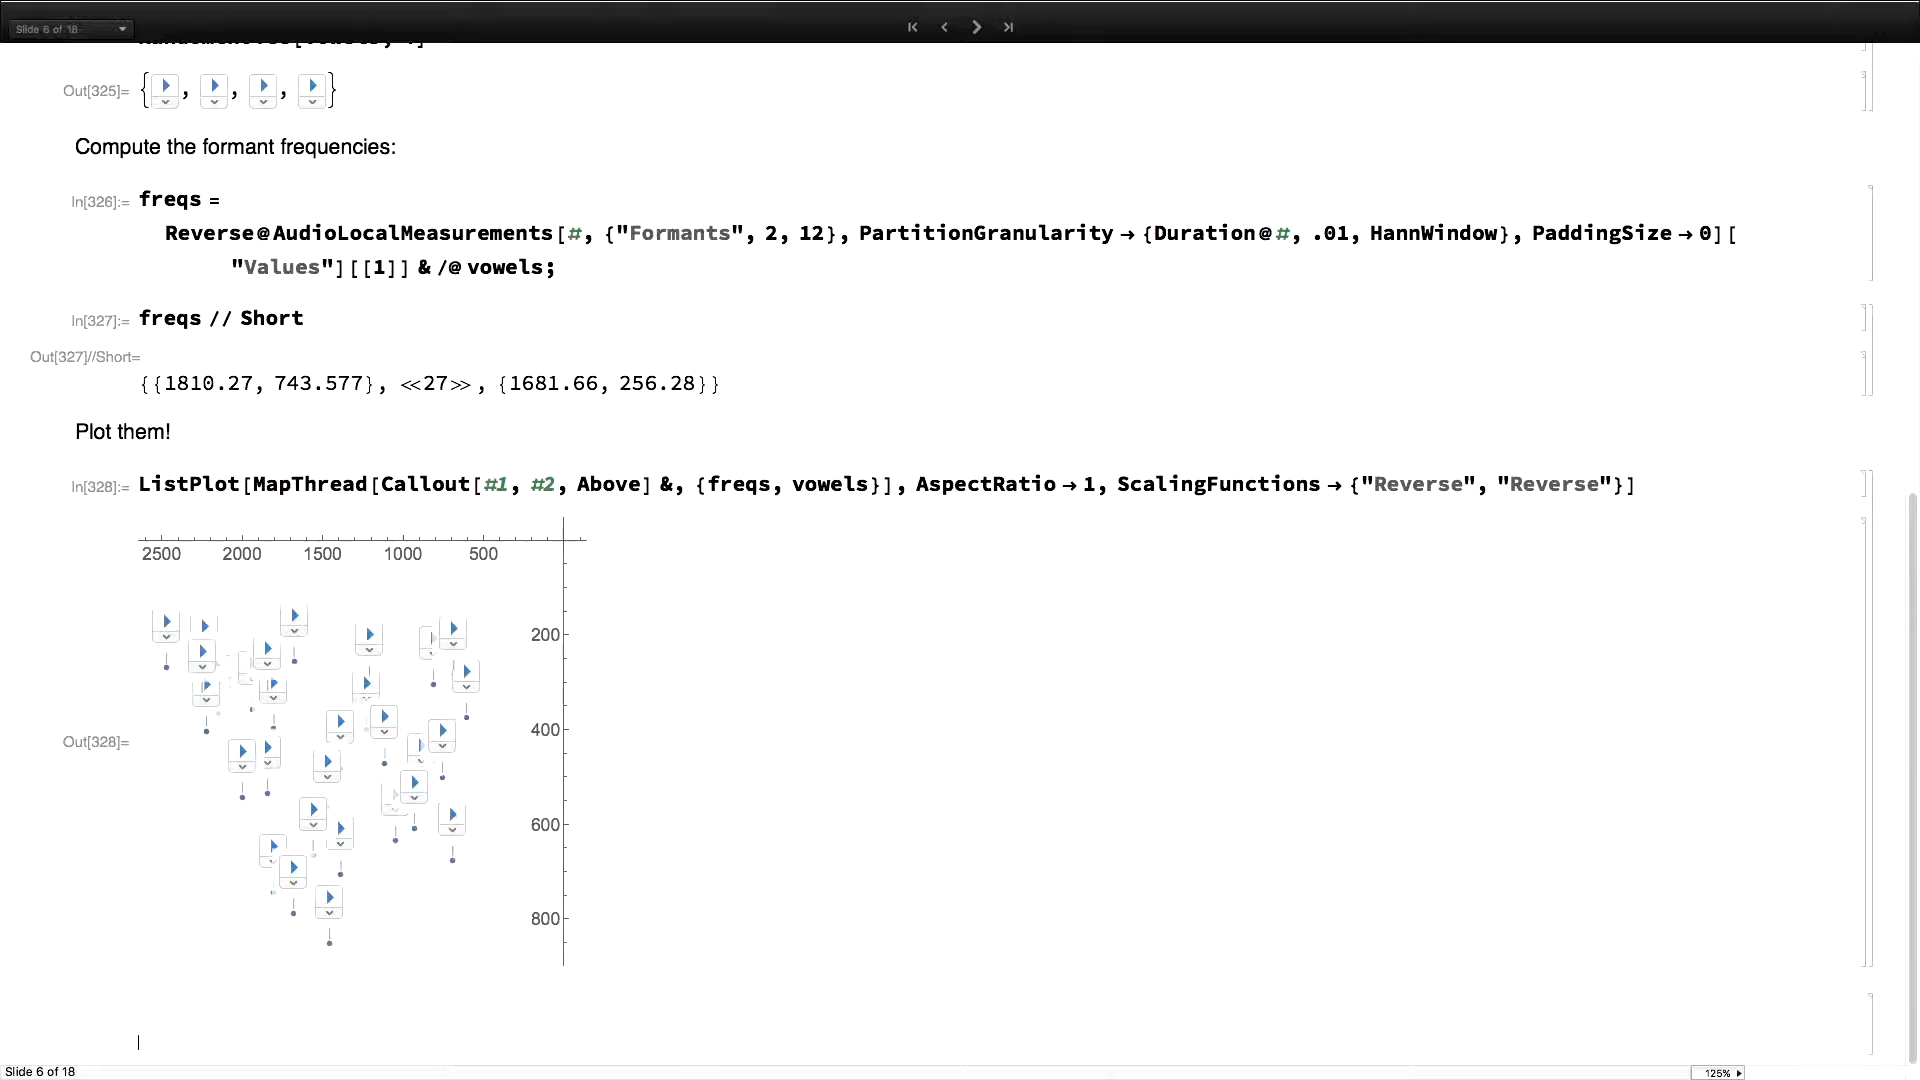 Slide 6 of 18
Out[325]= { , , , }
Compute the formant frequencies:
In[326]:= freqs =
Reverse@AudioLocalMeasurements[#, {"Formants", 2, 12}, PartitionGranularity → {Duration@#, .01, HannWindow}, PaddingSize → 0][
"Values"][[1]] & /@ vowels;
In[327]:= freqs // Short
Out[327]//Short=
{{1810.27, 743.577}, <<27>>, {1681.66, 256.28}}
Plot them!
In[328]:= ListPlot[MapThread[Callout[#1, #2, Above] &, {freqs, vowels}], AspectRatio → 1, ScalingFunctions → {"Reverse", "Reverse"}]
2500 2000 1500 1000 500
200
400
Out[328]=
600
800
Slide 6 of 18
125%